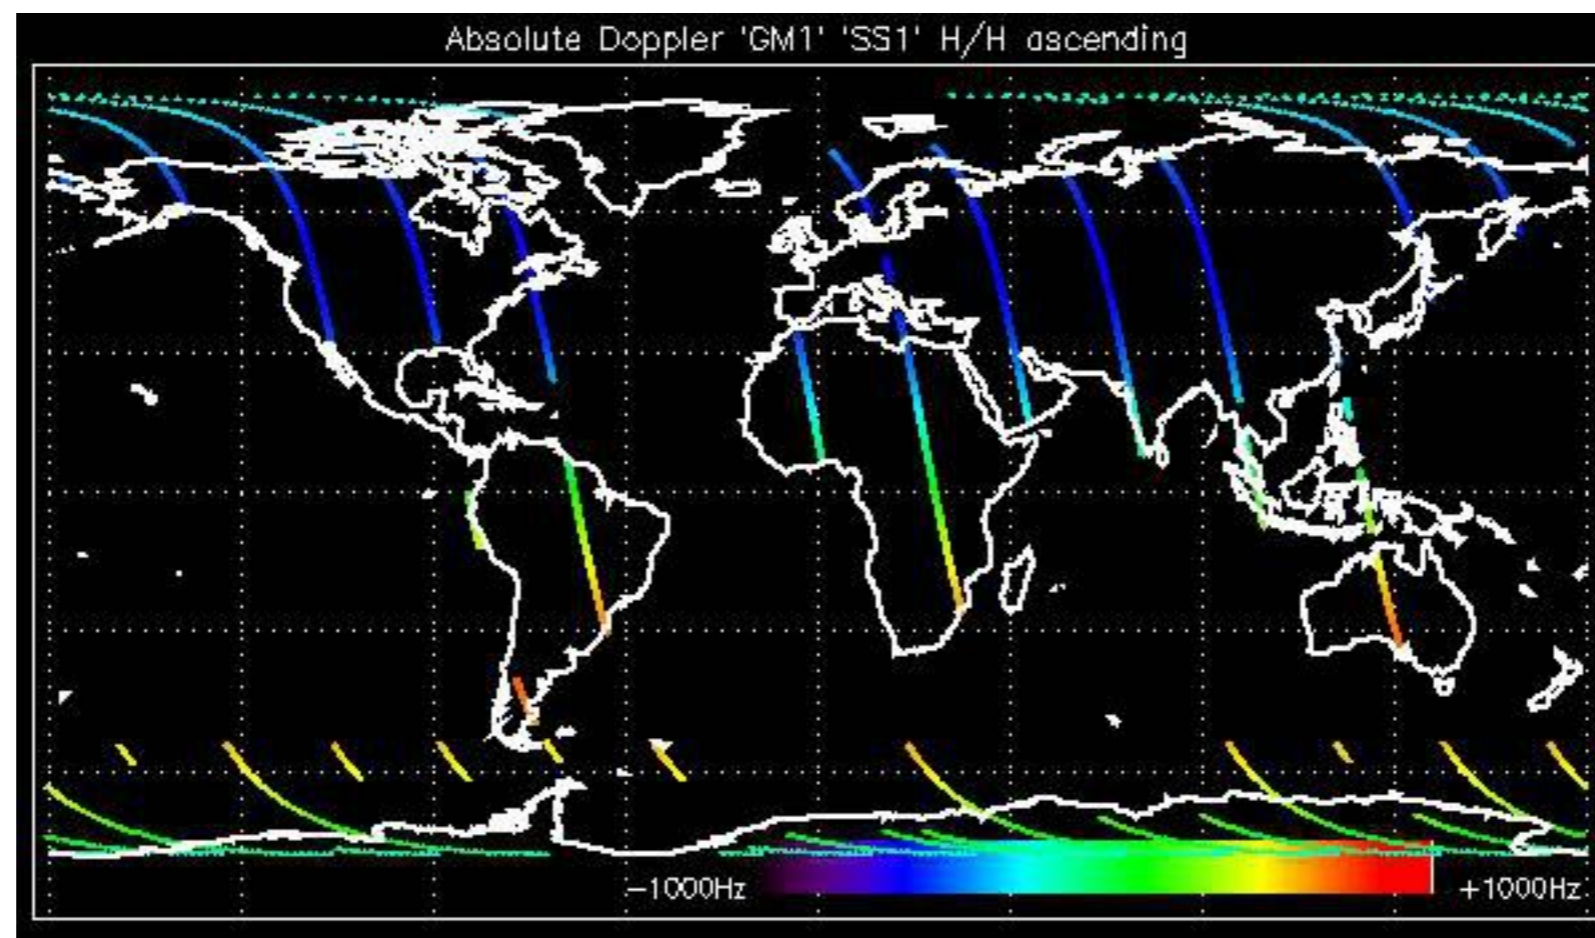 Absolute Doppler 'GM1' 'SS1' H/H ascending
−1000Hz
+1000Hz